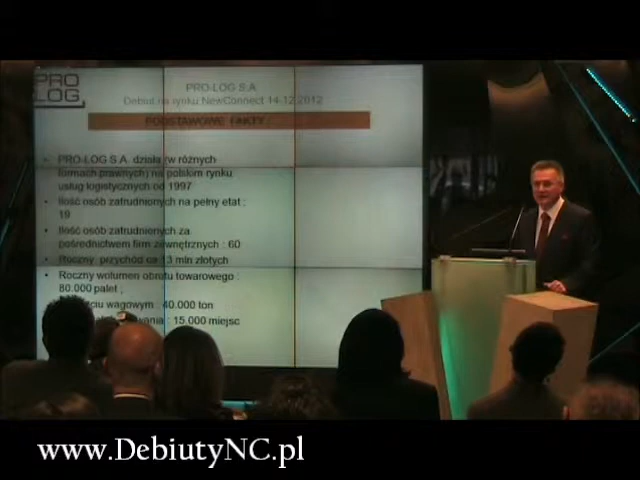 PRO
LOG
PRO-LOG S.A.
Debiut na rynku NewConnect 14-12-2012
PODSTAWOWE FAKTY :
• PRO-LOG S.A. działa (w różnych
formach prawnych) na polskim rynku
usług logistycznych od 1997
• Ilość osób zatrudnionych na pełny etat :
19
• Ilość osób zatrudnionych za
pośrednictwem firm zewnętrznych : 60
• Roczny przychód ca 13 mln złotych
• Roczny wolumen obrotu towarowego :
80.000 palet ,
wagowym : 40.000 ton
: 15.000 miejsc
www.DebiutyNC.pl